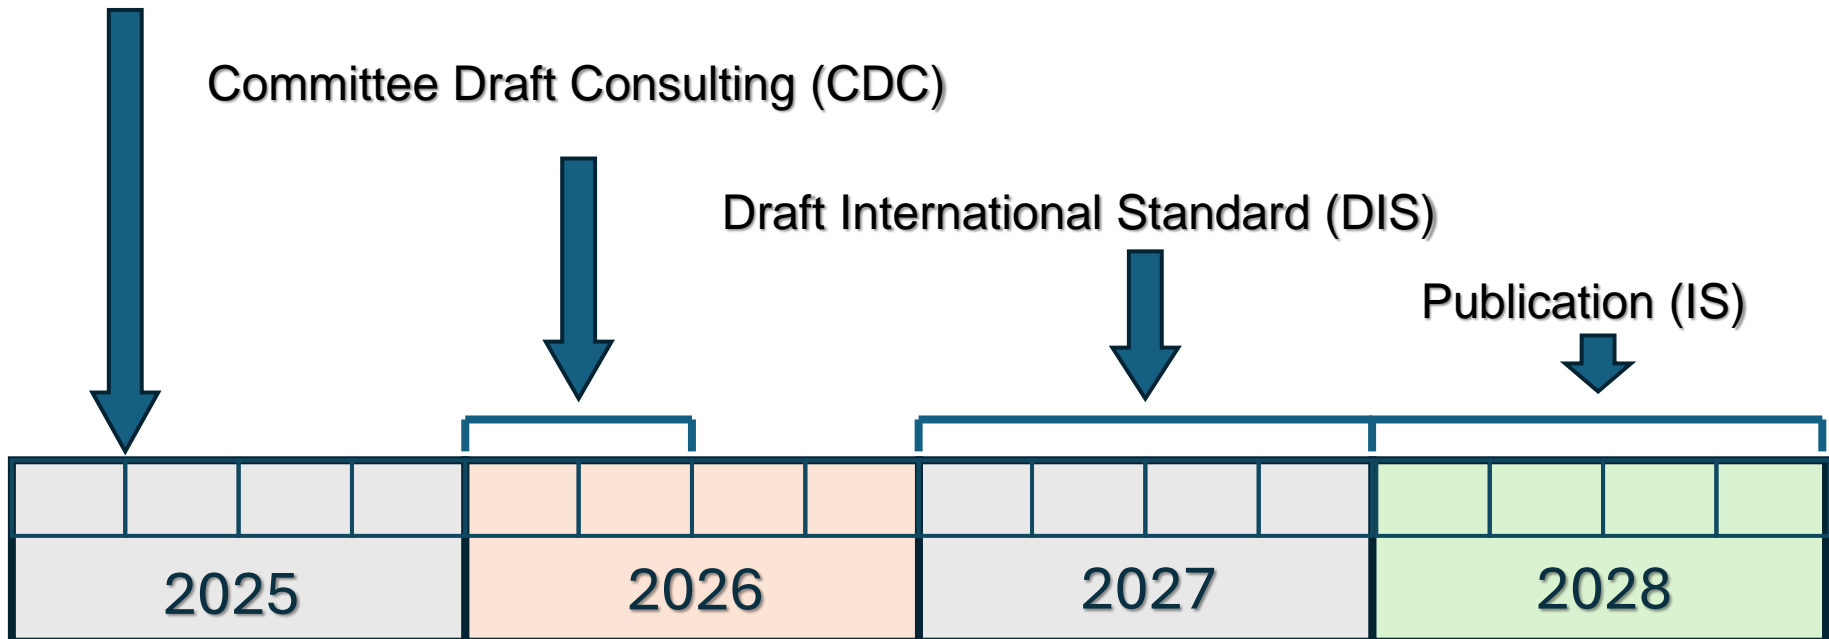 Committee Draft Consulting (CDC)
Draft International Standard (DIS)
Publication (IS)
2025 2026 2027 2028